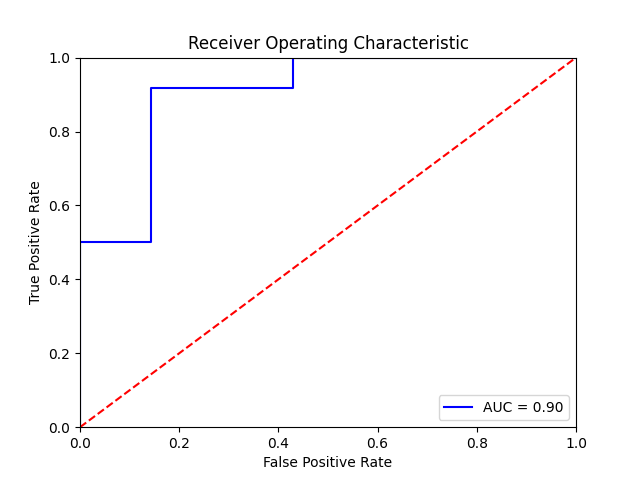 Receiver Operating Characteristic
1.0
0.8
0.6
0.4
0.2
0.0
True Positive Rate
AUC = 0.90
0.0 0.2 0.4 0.6 0.8 1.0
False Positive Rate